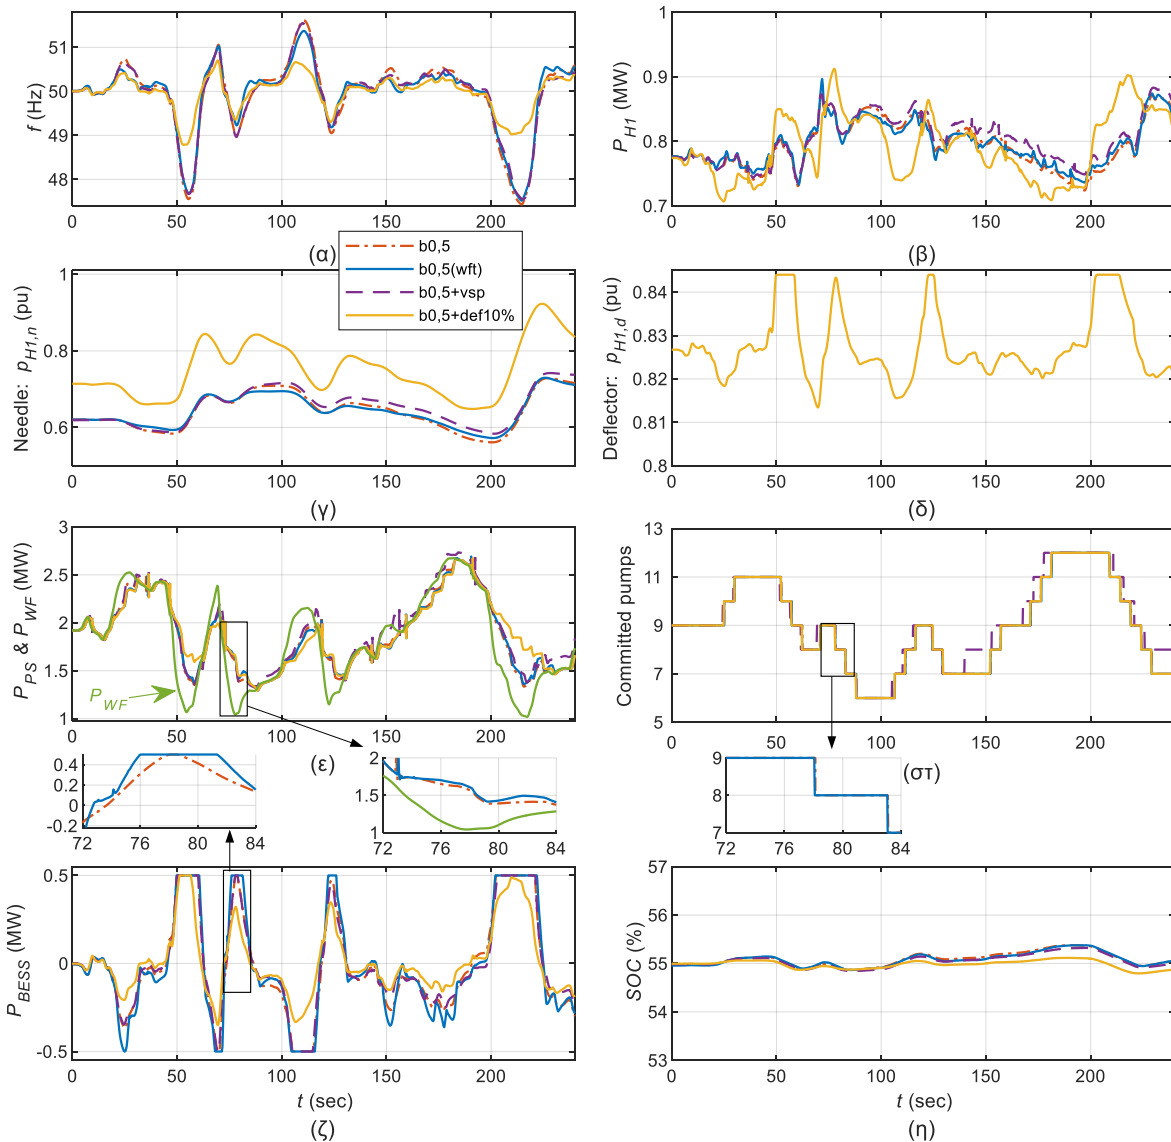 51
50
49
48
f (Hz)
0 50 100 150 200
(α)
1
0.9
0.8
0.7
P_H1 (MW)
0 50 100 150 200
(β)
b0,5
b0,5(wft)
b0,5+vsp
b0,5+def10%
1
0.8
0.6
Needle: p_H1,n (pu)
0 50 100 150 200
(γ)
0.84
0.83
0.82
0.81
0.8
Deflector: p_H1,d (pu)
0 50 100 150 200
(δ)
3
2.5
2
1.5
1
P_PS & P_WF (MW)
P_WF
0 50 100 150 200
(ε)
13
11
9
7
5
Committed pumps
0 50 100 150 200
(στ)
0.4
0.2
0
-0.2
72 76 80 84
2
1.5
1
72 76 80 84
9
8
7
72 76 80 84
0.5
0
-0.5
P_BESS (MW)
0 50 100 150 200
t (sec)
(ζ)
57
56
55
54
53
SOC (%)
0 50 100 150 200
t (sec)
(η)